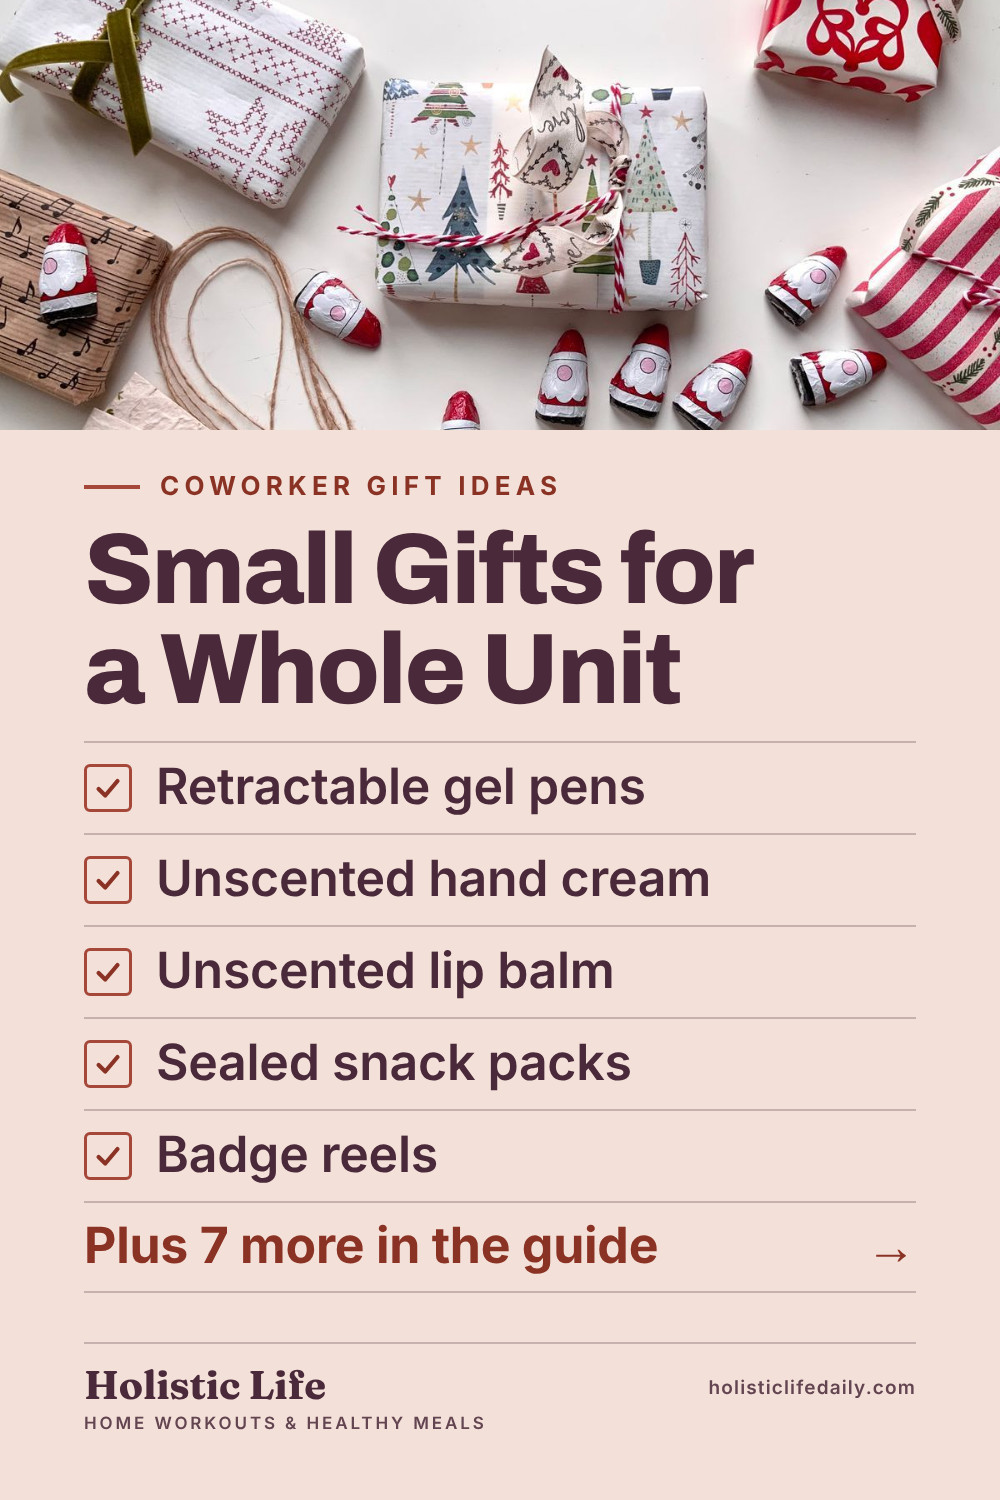 love
COWORKER GIFT IDEAS
Small Gifts for
a Whole Unit
Retractable gel pens
Unscented hand cream
Unscented lip balm
Sealed snack packs
Badge reels
Plus 7 more in the guide →
Holistic Life
holisticlifedaily.com
HOME WORKOUTS & HEALTHY MEALS